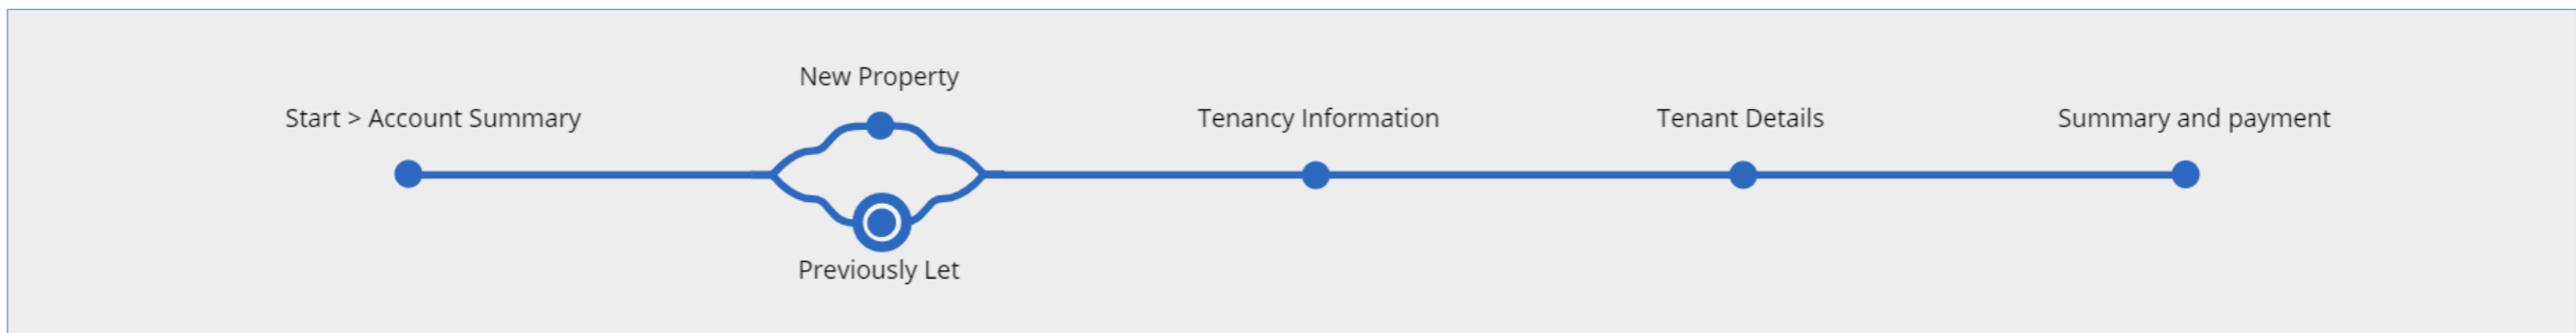 Start > Account Summary
New Property
Previously Let
Tenancy Information
Tenant Details
Summary and payment